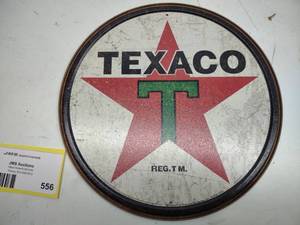 TEXACO
T
REG. T M.
JMS Auctions
556